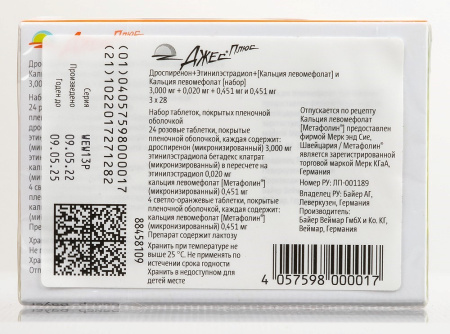 Джес® Плюс
Дроспиренон+Этинилэстрадиол+[Кальция левомефолат] и
Кальция левомефолат [набор]
3,000 мг + 0,020 мг + 0,451 мг и 0,451 мг
3 x 28
Набор таблеток, покрытых пленочной
оболочкой
24 розовые таблетки, покрытые
пленочной оболочкой, каждая содержит:
дроспиренон (микронизированный) 3,000 мг
этинилэстрадиола бетадекс клатрат
(микронизированный) в пересчете на
этинилэстрадиол 0,020 мг
кальция левомефолат [Метафолин®]
(микронизированный) 0,451 мг
4 светло-оранжевые таблетки, покрытые
пленочной оболочкой, каждая содержит:
кальция левомефолат [Метафолин®]
(микронизированный) 0,451 мг
Препарат содержит лактозу
Хранить при температуре не
выше 25 °C. Не применять по
истечении срока годности
Хранить в недоступном для
детей месте
Отпускается по рецепту
Кальция левомефолат
[Метафолин®] предоставлен
фирмой Мерк энд Сие,
Швейцария / Метафолин®
является зарегистрированной
торговой маркой Мерк КГаА,
Германия
Номер РУ: ЛП-001189
Владелец РУ: Байер АГ,
Леверкузен, Германия
Производитель:
Байер Веймар ГмбХ и Ко. КГ,
Веймар, Германия
4 057598 000017
(01)04057598000017
(21)10220172271582
Серия WEW13P
Произведено 09.05.22
Годен до 09.05.25
88458109